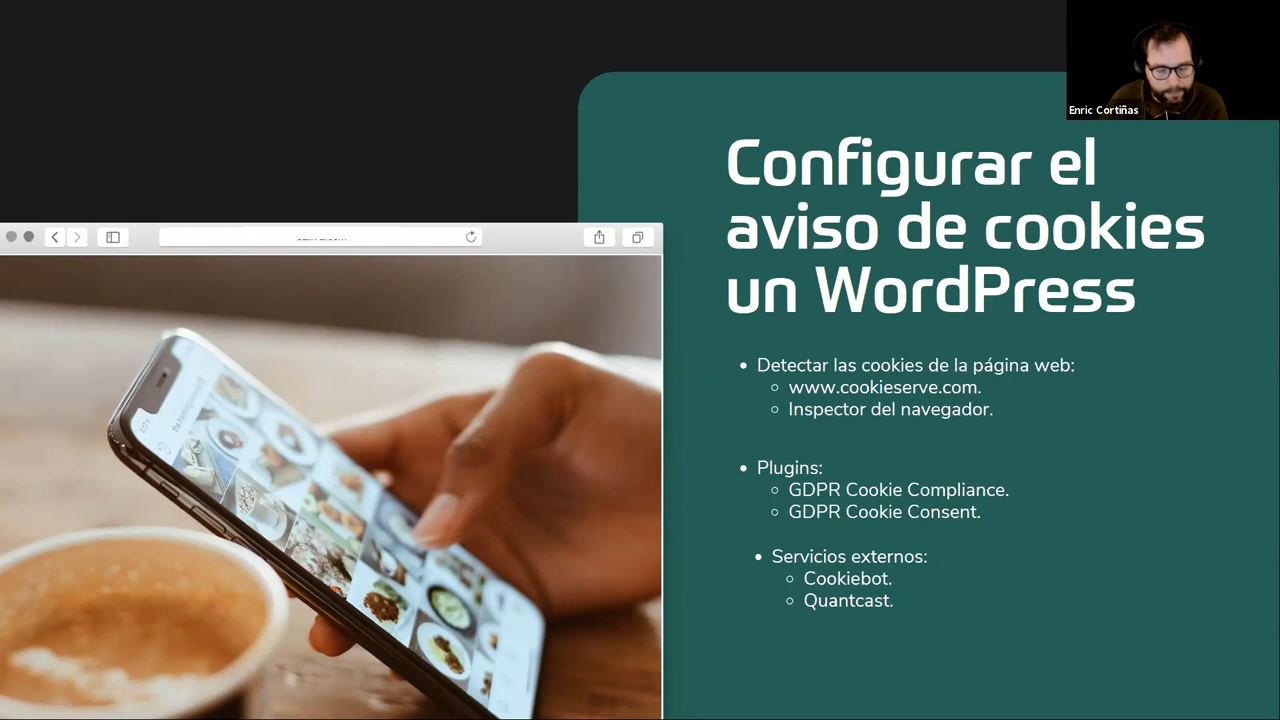 Enric Cortiñas
Configurar el
aviso de cookies
un WordPress
Detectar las cookies de la página web:
www.cookieserve.com.
Inspector del navegador.
Plugins:
GDPR Cookie Compliance.
GDPR Cookie Consent.
Servicios externos:
Cookiebot.
Quantcast.